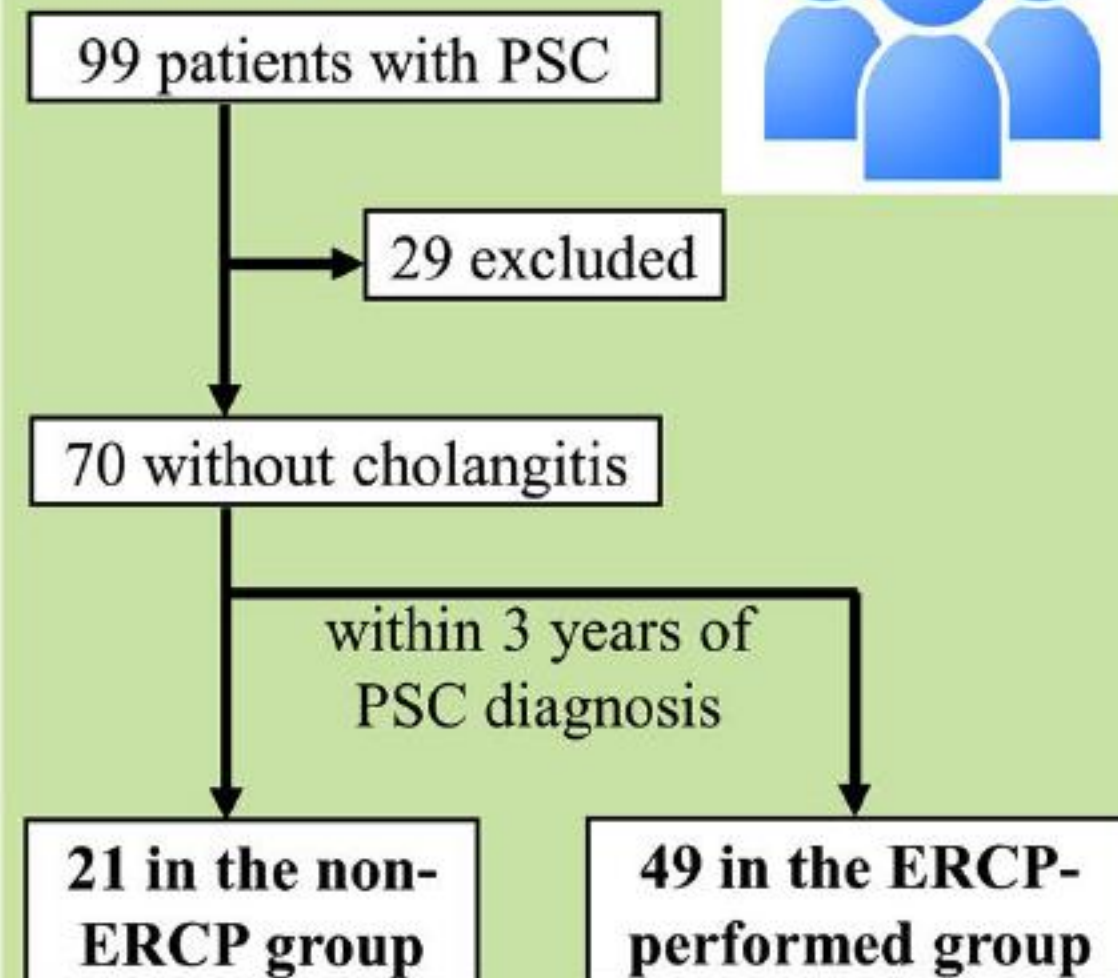 99 patients with PSC
29 excluded
70 without cholangitis
within 3 years of
PSC diagnosis
21 in the non-
ERCP group
49 in the ERCP-
performed group